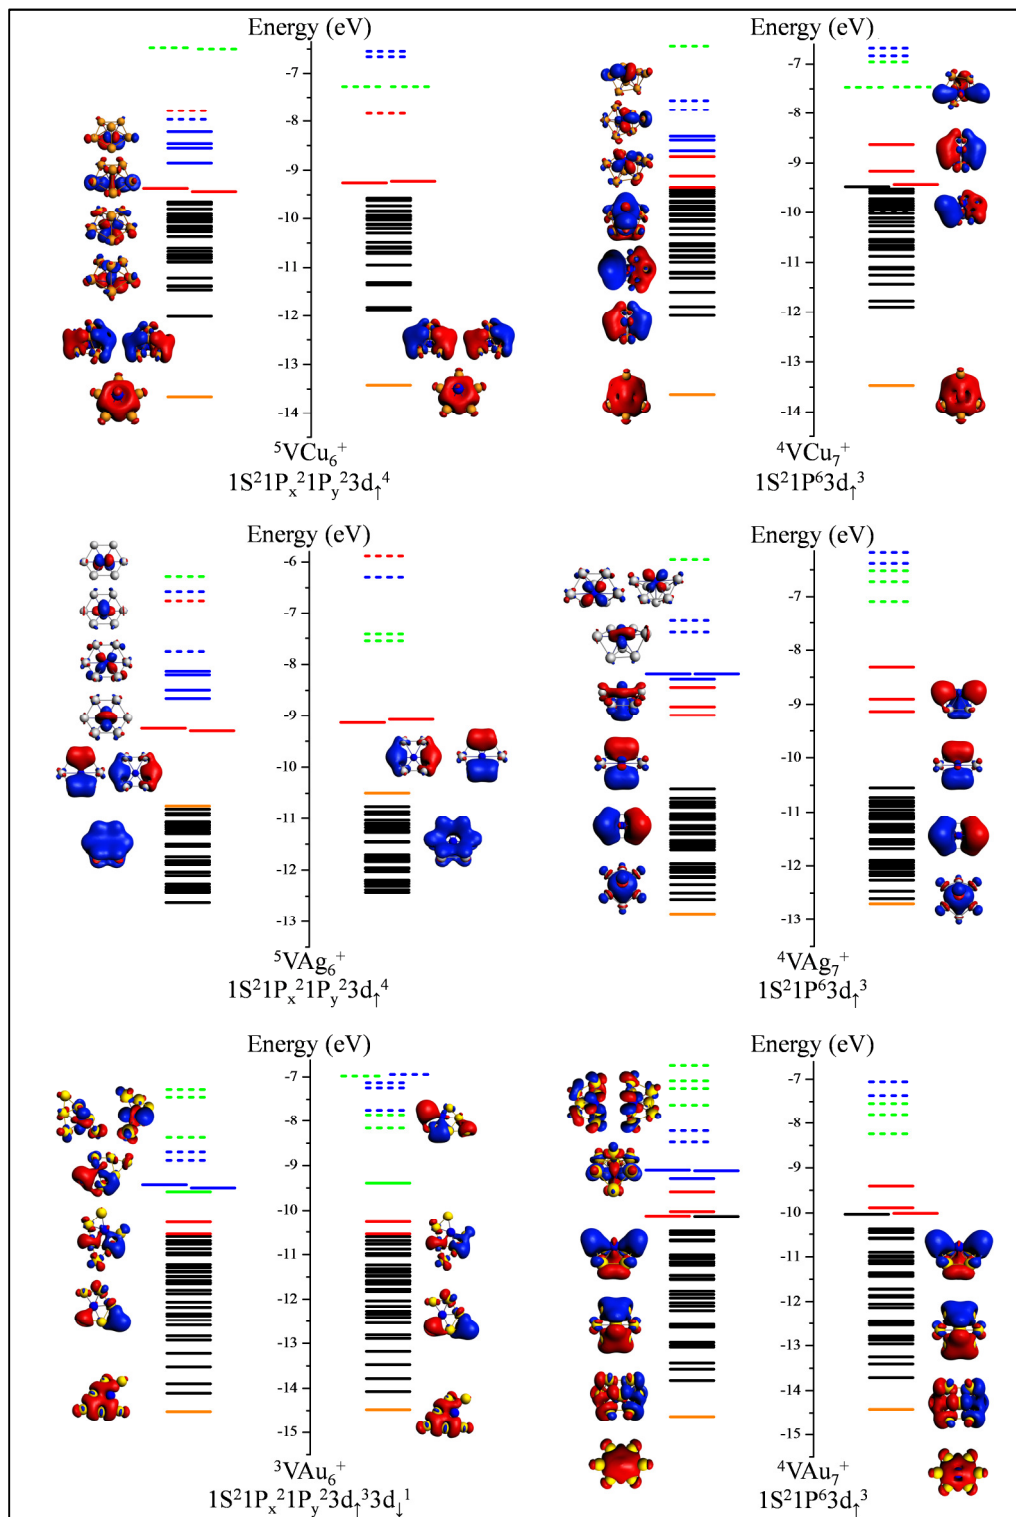 Energy (eV)
-7
-8
-9
-10
-11
-12
-13
-14
⁵VCu₆⁺
1S²1Pₓ²1Pᵧ²3d↑⁴
Energy (eV)
-7
-8
-9
-10
-11
-12
-13
-14
⁴VCu₇⁺
1S²1P⁶3d↑³
Energy (eV)
-6
-7
-8
-9
-10
-11
-12
-13
⁵VAg₆⁺
1S²1Pₓ²1Pᵧ²3d↑⁴
Energy (eV)
-7
-8
-9
-10
-11
-12
-13
⁴VAg₇⁺
1S²1P⁶3d↑³
Energy (eV)
-7
-8
-9
-10
-11
-12
-13
-14
-15
³VAu₆⁺
1S²1Pₓ²1Pᵧ²3d↑³3d↓¹
Energy (eV)
-7
-8
-9
-10
-11
-12
-13
-14
-15
⁴VAu₇⁺
1S²1P⁶3d↑³